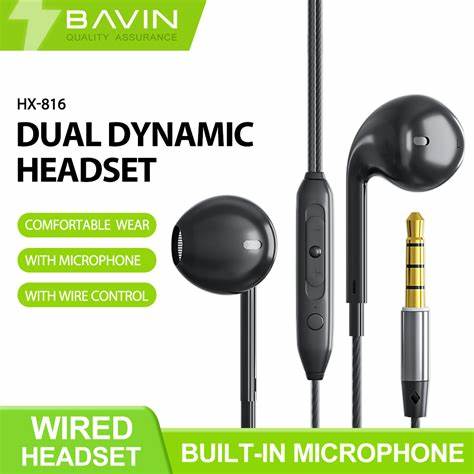 BAVIN
QUALITY ASSURANCE
HX-816
DUAL DYNAMIC
HEADSET
COMFORTABLE WEAR
WITH MICROPHONE
WITH WIRE CONTROL
WIRED
HEADSET
BUILT-IN MICROPHONE